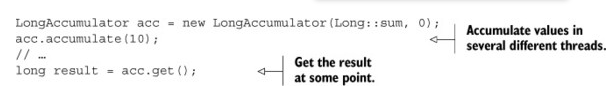 LongAccumulator acc = new LongAccumulator(Long::sum, 0);
acc.accumulate(10);
Accumulate values in
several different threads.
// …
long result = acc.get();
Get the result
at some point.